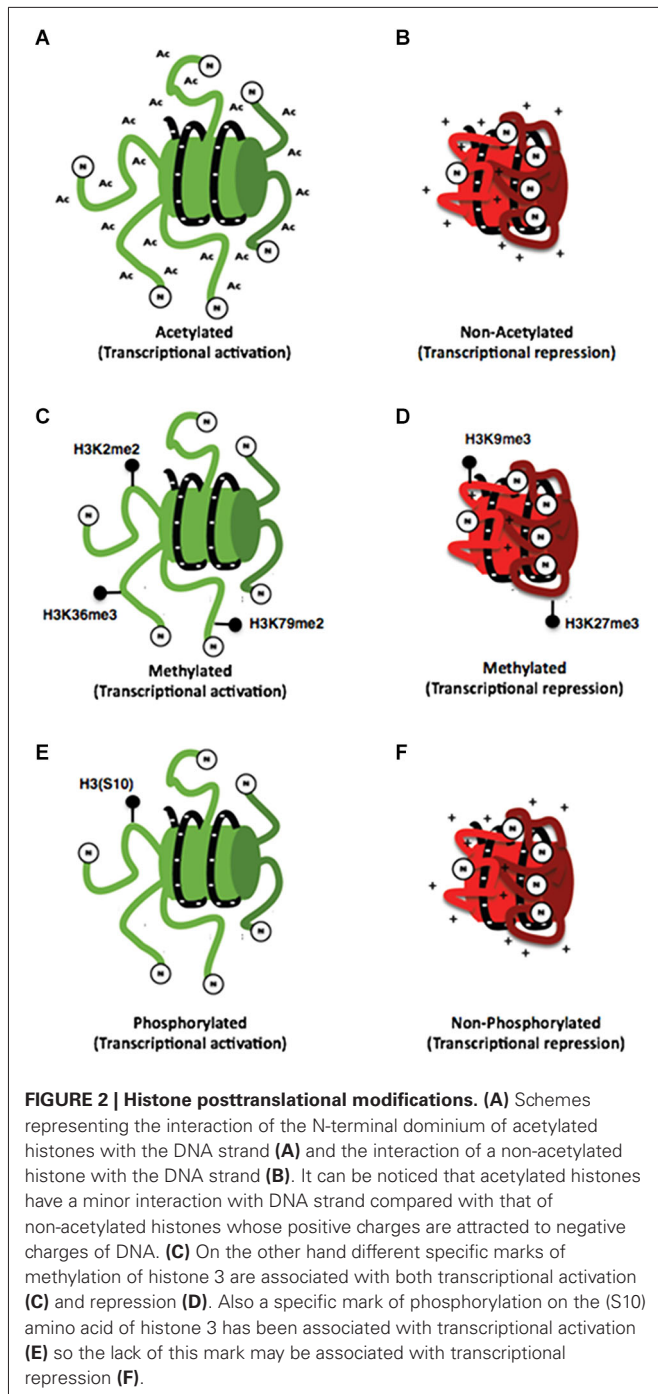 A
B
Ac Ac Ac Ac Ac Ac Ac Ac Ac Ac Ac Ac Ac Ac Ac Ac Ac Ac
N N N N N N
N N N N N
+ + + + + + + + + + +
Acetylated
(Transcriptional activation)
Non-Acetylated
(Transcriptional repression)
C
D
H3K2me2
H3K9me3
N N N N N N
N N N N N
H3K36me3
H3K79me2
H3K27me3
Methylated
(Transcriptional activation)
Methylated
(Transcriptional repression)
E
F
H3(S10)
N N N N N N
N N N N N
+ + + + + + + + + + +
Phosphorylated
(Transcriptional activation)
Non-Phosphorylated
(Transcriptional repression)
FIGURE 2 | Histone posttranslational modifications. (A) Schemes
representing the interaction of the N-terminal dominium of acetylated
histones with the DNA strand (A) and the interaction of a non-acetylated
histone with the DNA strand (B). It can be noticed that acetylated histones
have a minor interaction with DNA strand compared with that of
non-acetylated histones whose positive charges are attracted to negative
charges of DNA. (C) On the other hand different specific marks of
methylation of histone 3 are associated with both transcriptional activation
(C) and repression (D). Also a specific mark of phosphorylation on the (S10)
amino acid of histone 3 has been associated with transcriptional activation
(E) so the lack of this mark may be associated with transcriptional
repression (F).